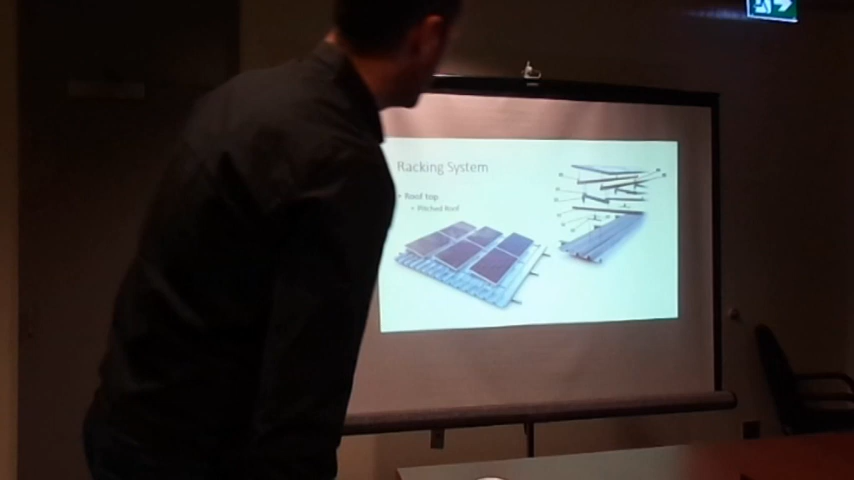 Racking System
• Roof top
• Pitched Roof